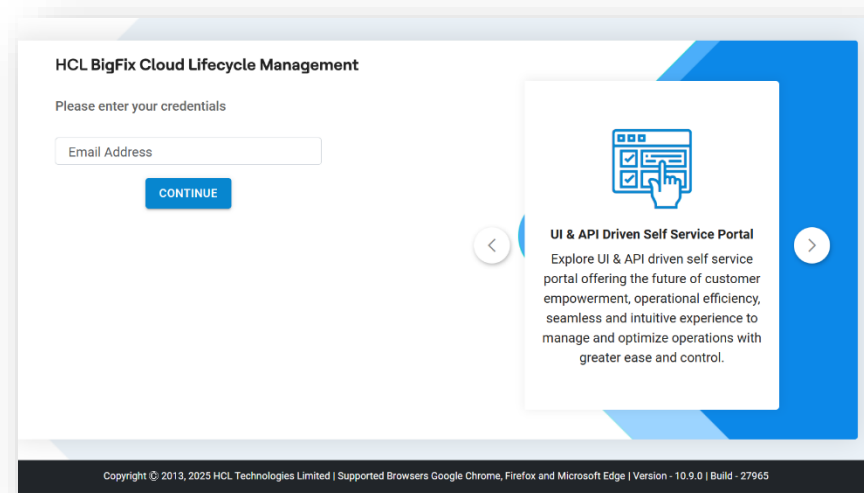 HCL BigFix Cloud Lifecycle Management
Please enter your credentials
Email Address
CONTINUE
UI & API Driven Self Service Portal
Explore UI & API driven self service
portal offering the future of customer
empowerment, operational efficiency,
seamless and intuitive experience to
manage and optimize operations with
greater ease and control.
Copyright © 2013, 2025 HCL Technologies Limited | Supported Browsers Google Chrome, Firefox and Microsoft Edge | Version - 10.9.0 | Build - 27965